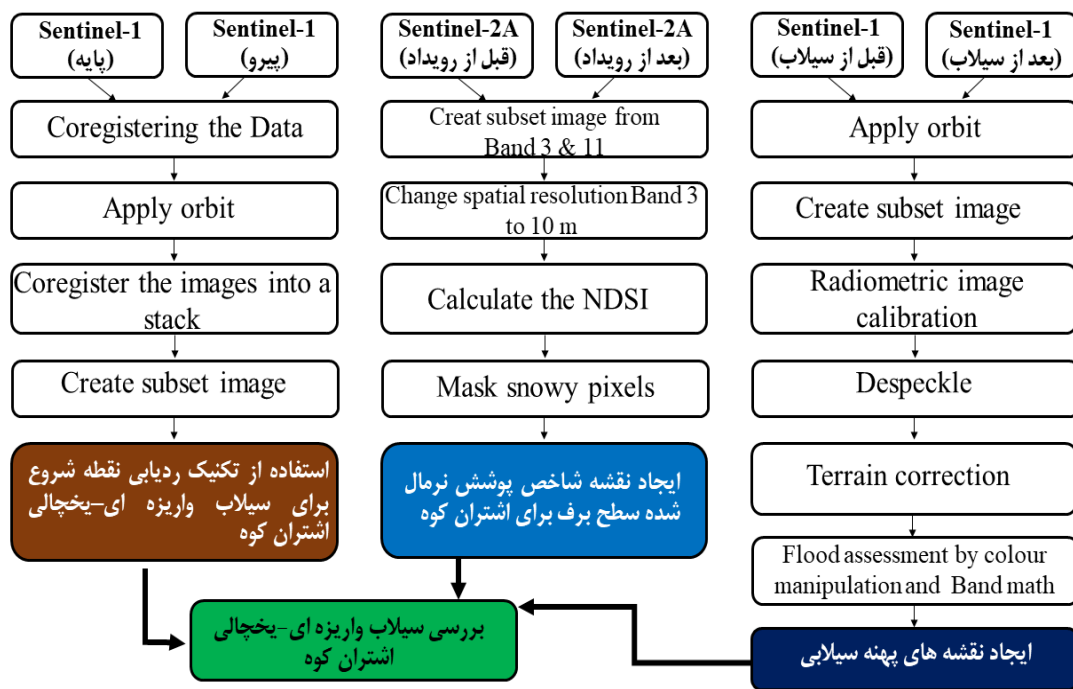 Sentinel-1
(پایه)
Sentinel-1
(پیرو)
Coregistering the Data
Apply orbit
Coregister the images into a
stack
Create subset image
استفاده از تکنیک ردیابی نقطه شروع
برای سیلاب واریزه ای-یخچالی
اشتران کوه
Sentinel-2A
(قبل از رویداد)
Sentinel-2A
(بعد از رویداد)
Creat subset image from
Band 3 & 11
Change spatial resolution Band 3
to 10 m
Calculate the NDSI
Mask snowy pixels
ایجاد نقشه شاخص پوشش نرمال
شده سطح برف برای اشتران کوه
Sentinel-1
(قبل از سیلاب)
Sentinel-1
(بعد از سیلاب)
Apply orbit
Create subset image
Radiometric image
calibration
Despeckle
Terrain correction
Flood assessment by colour
manipulation and Band math
ایجاد نقشه های پهنه سیلابی
بررسی سیلاب واریزه ای-یخچالی
اشتران کوه